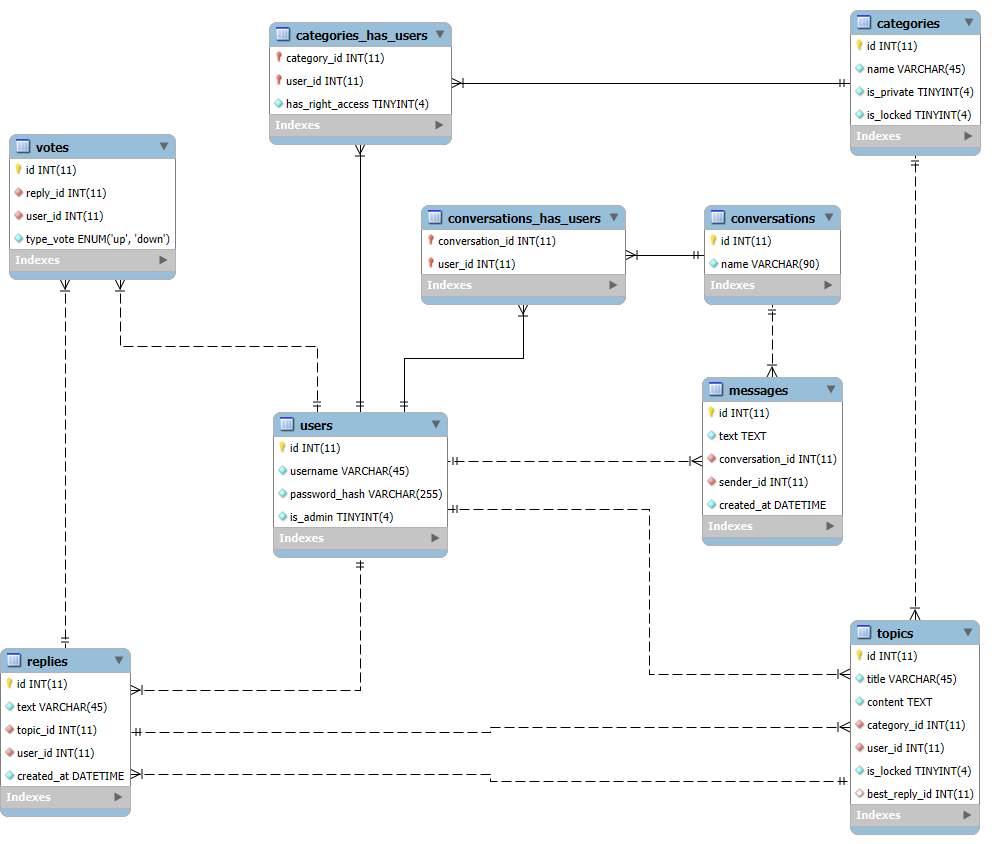 categories_has_users
category_id INT(11)
user_id INT(11)
has_right_access TINYINT(4)
Indexes
categories
id INT(11)
name VARCHAR(45)
is_private TINYINT(4)
is_locked TINYINT(4)
Indexes
votes
id INT(11)
reply_id INT(11)
user_id INT(11)
type_vote ENUM('up', 'down')
Indexes
conversations_has_users
conversation_id INT(11)
user_id INT(11)
Indexes
conversations
id INT(11)
name VARCHAR(90)
Indexes
messages
id INT(11)
text TEXT
conversation_id INT(11)
sender_id INT(11)
created_at DATETIME
Indexes
users
id INT(11)
username VARCHAR(45)
password_hash VARCHAR(255)
is_admin TINYINT(4)
Indexes
replies
id INT(11)
text VARCHAR(45)
topic_id INT(11)
user_id INT(11)
created_at DATETIME
Indexes
topics
id INT(11)
title VARCHAR(45)
content TEXT
category_id INT(11)
user_id INT(11)
is_locked TINYINT(4)
best_reply_id INT(11)
Indexes